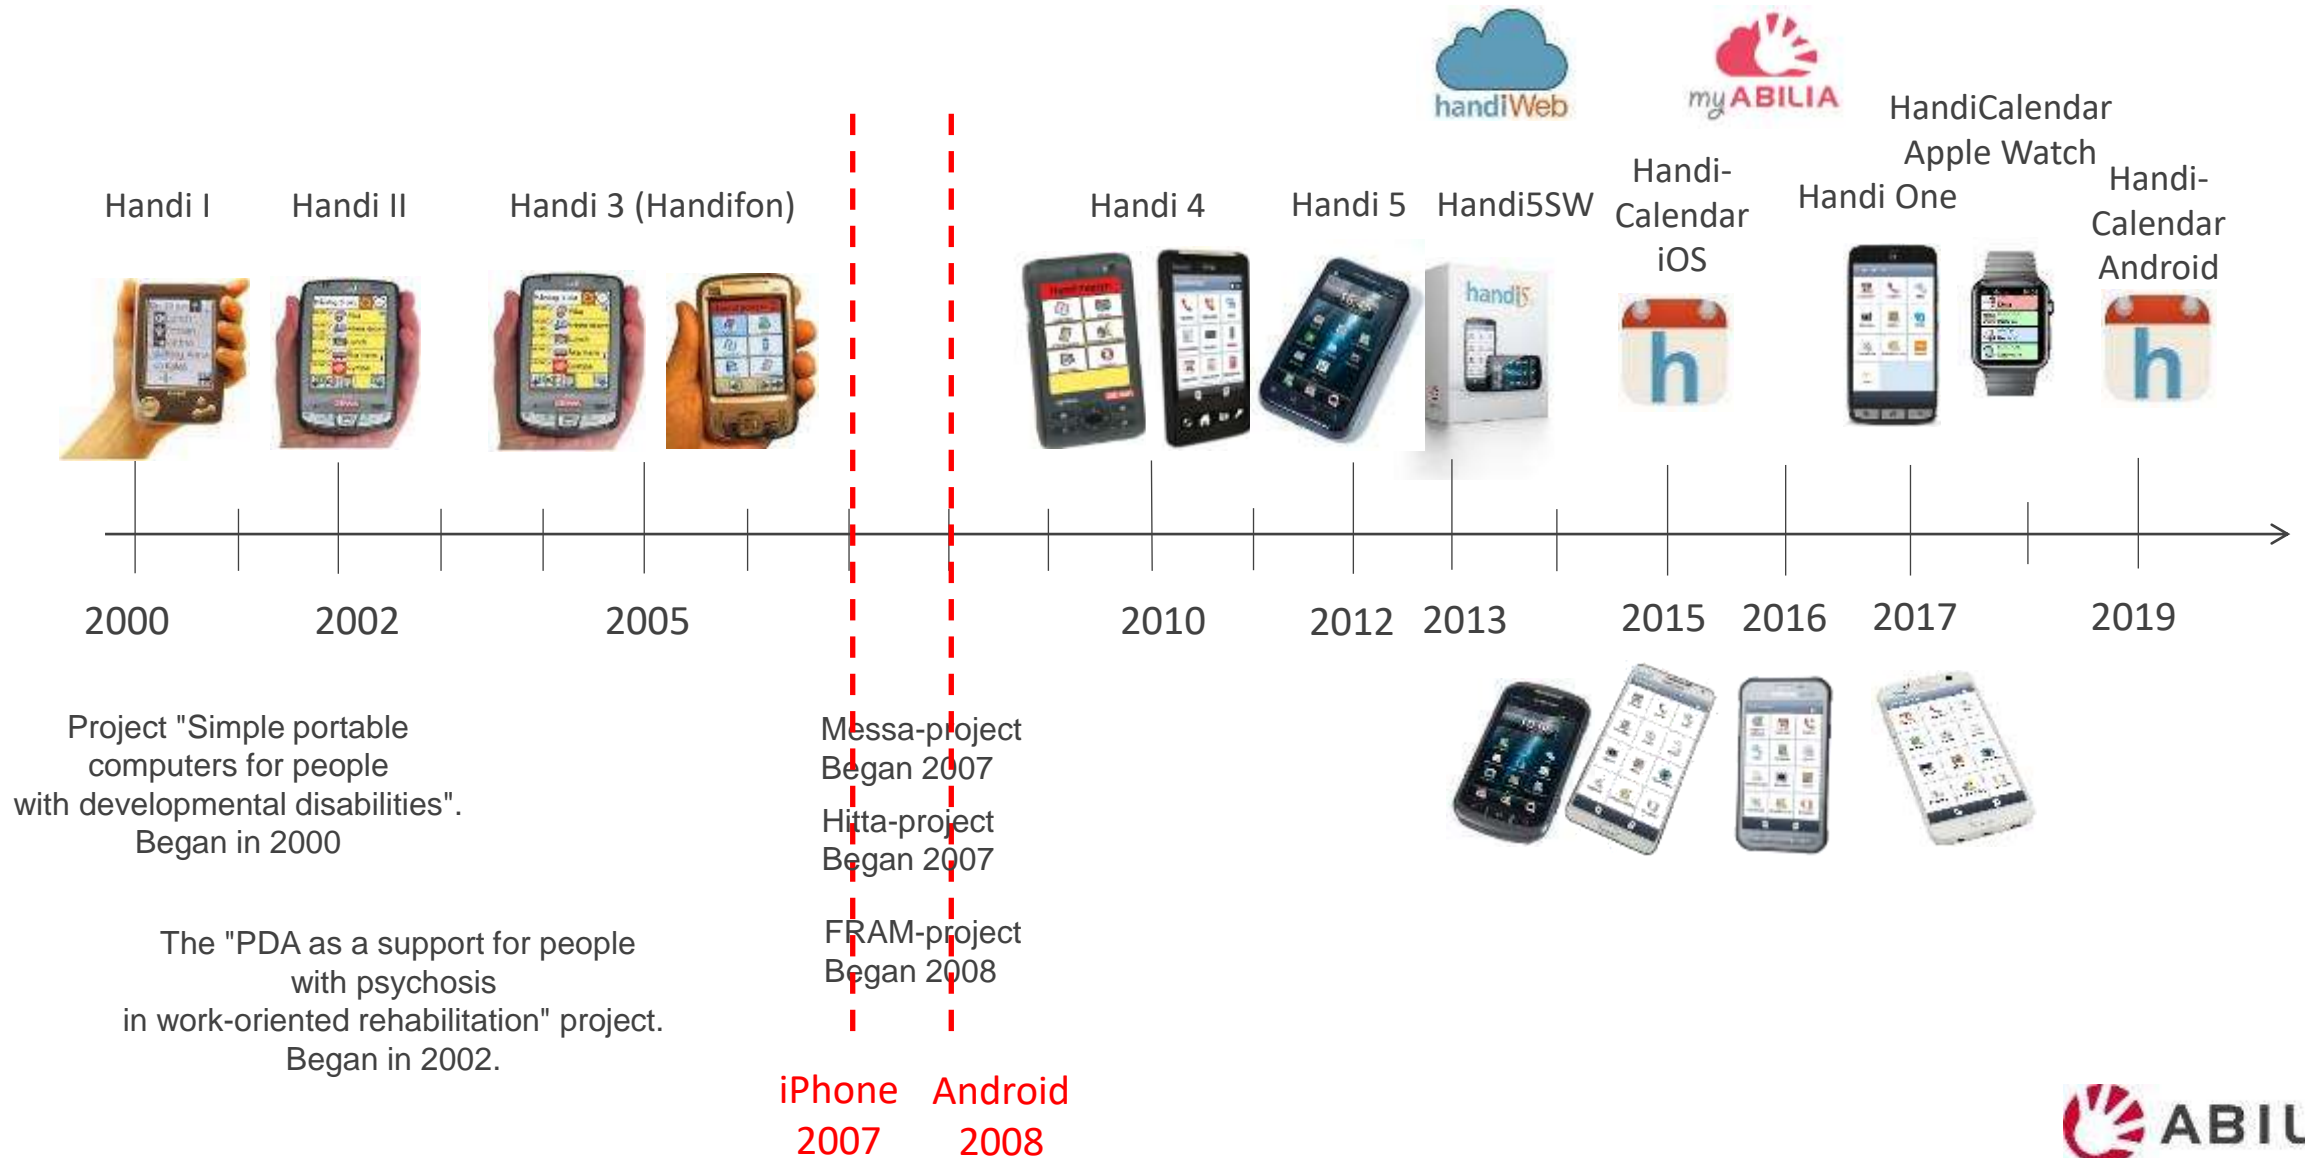 handiWeb
myABILIA
HandiCalendar
Apple Watch
Handi I
Handi II
Handi 3 (Handifon)
Handi 4
Handi 5
Handi5SW
Handi-
Calendar
iOS
Handi One
Handi-
Calendar
Android
handi5
h
h
2000
2002
2005
2010
2012
2013
2015
2016
2017
2019
Project "Simple portable
computers for people
with developmental disabilities".
Began in 2000
The "PDA as a support for people
with psychosis
in work-oriented rehabilitation" project.
Began in 2002.
Messa-project
Began 2007
Hitta-project
Began 2007
FRAM-project
Began 2008
iPhone
2007
Android
2008